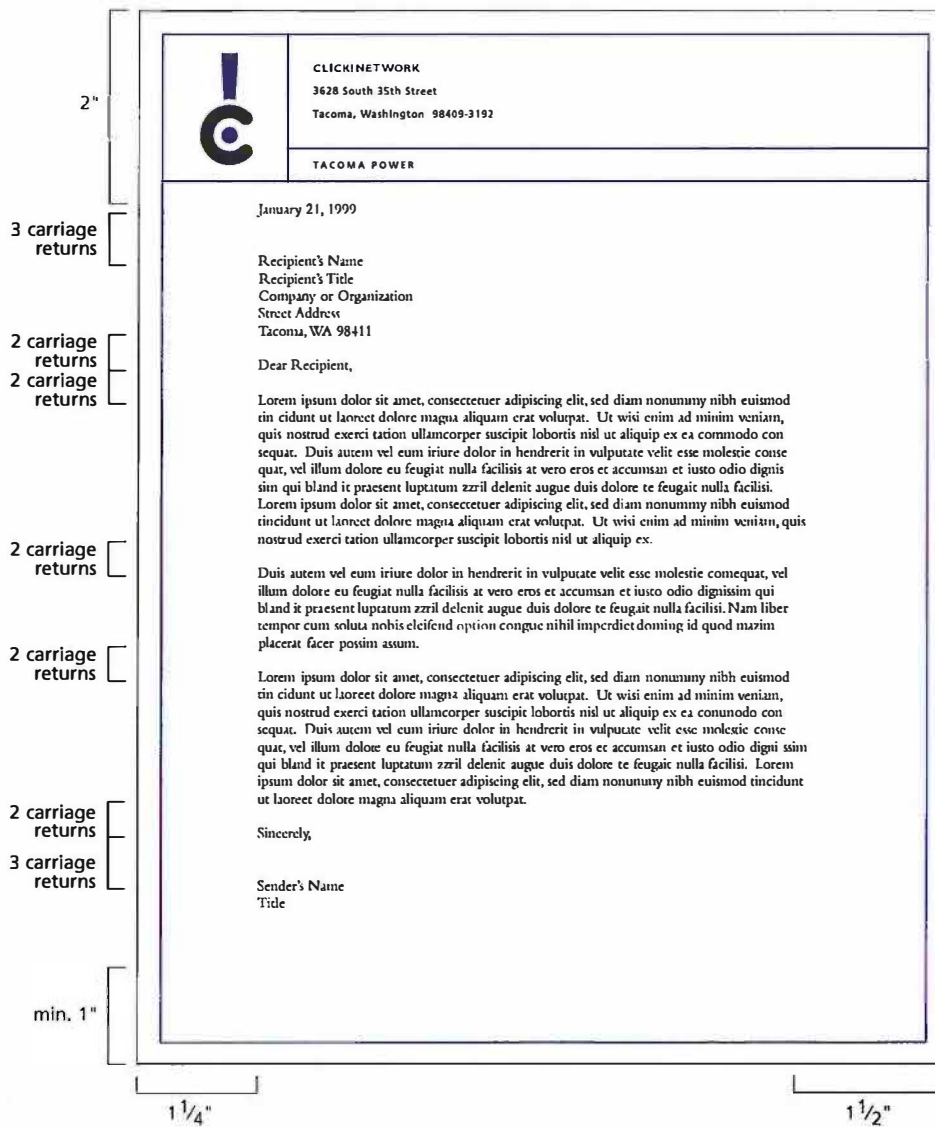 2"
CLICK!NETWORK
3628 South 35th Street
Tacoma, Washington 98409-3192
TACOMA POWER
3 carriage
returns
January 21, 1999
Recipient's Name
Recipient's Title
Company or Organization
Street Address
Tacoma, WA 98411
2 carriage
returns
Dear Recipient,
2 carriage
returns
Lorem ipsum dolor sit amet, consectetuer adipiscing elit, sed diam nonummy nibh euismod
tin cidunt ut laoreet dolore magna aliquam erat volutpat. Ut wisi enim ad minim veniam,
quis nostrud exerci tation ullamcorper suscipit lobortis nisl ut aliquip ex ea commodo con
sequat. Duis autem vel eum iriure dolor in hendrerit in vulputate velit esse molestie conse
quat, vel illum dolore eu feugiat nulla facilisis at vero eros et accumsan et iusto odio dignis
sim qui bland it praesent luptatum zzril delenit augue duis dolore te feugait nulla facilisi.
Lorem ipsum dolor sit amet, consectetuer adipiscing elit, sed diam nonummy nibh euismod
tincidunt ut laoreet dolore magna aliquam erat volutpat. Ut wisi enim ad minim veniam, quis
nostrud exerci tation ullamcorper suscipit lobortis nisl ut aliquip ex.
2 carriage
returns
Duis autem vel eum iriure dolor in hendrerit in vulputate velit esse molestie comequat, vel
illum dolore eu feugiat nulla facilisis at vero eros et accumsan et iusto odio dignissim qui
bland it praesent luptatum zzril delenit augue duis dolore te feugait nulla facilisi. Nam liber
tempor cum soluta nobis eleifend option congue nihil imperdiet doming id quod mazim
placerat facer possim assum.
2 carriage
returns
Lorem ipsum dolor sit amet, consectetuer adipiscing elit, sed diam nonummy nibh euismod
tin cidunt ut laoreet dolore magna aliquam erat volutpat. Ut wisi enim ad minim veniam,
quis nostrud exerci tation ullamcorper suscipit lobortis nisl ut aliquip ex ea conunodo con
sequat. Duis autem vel eum iriure dolor in hendrerit in vulputate velit esse molestie conse
quat, vel illum dolore eu feugiat nulla facilisis at vero eros et accumsan et iusto odio digni ssim
qui bland it praesent luptatum zzril delenit augue duis dolore te feugait nulla facilisi. Lorem
ipsum dolor sit amet, consectetuer adipiscing elit, sed diam nonummy nibh euismod tincidunt
ut laoreet dolore magna aliquam erat volutpat.
2 carriage
returns
Sincerely,
3 carriage
returns
Sender's Name
Title
min. 1"
1 1/4"
1 1/2"